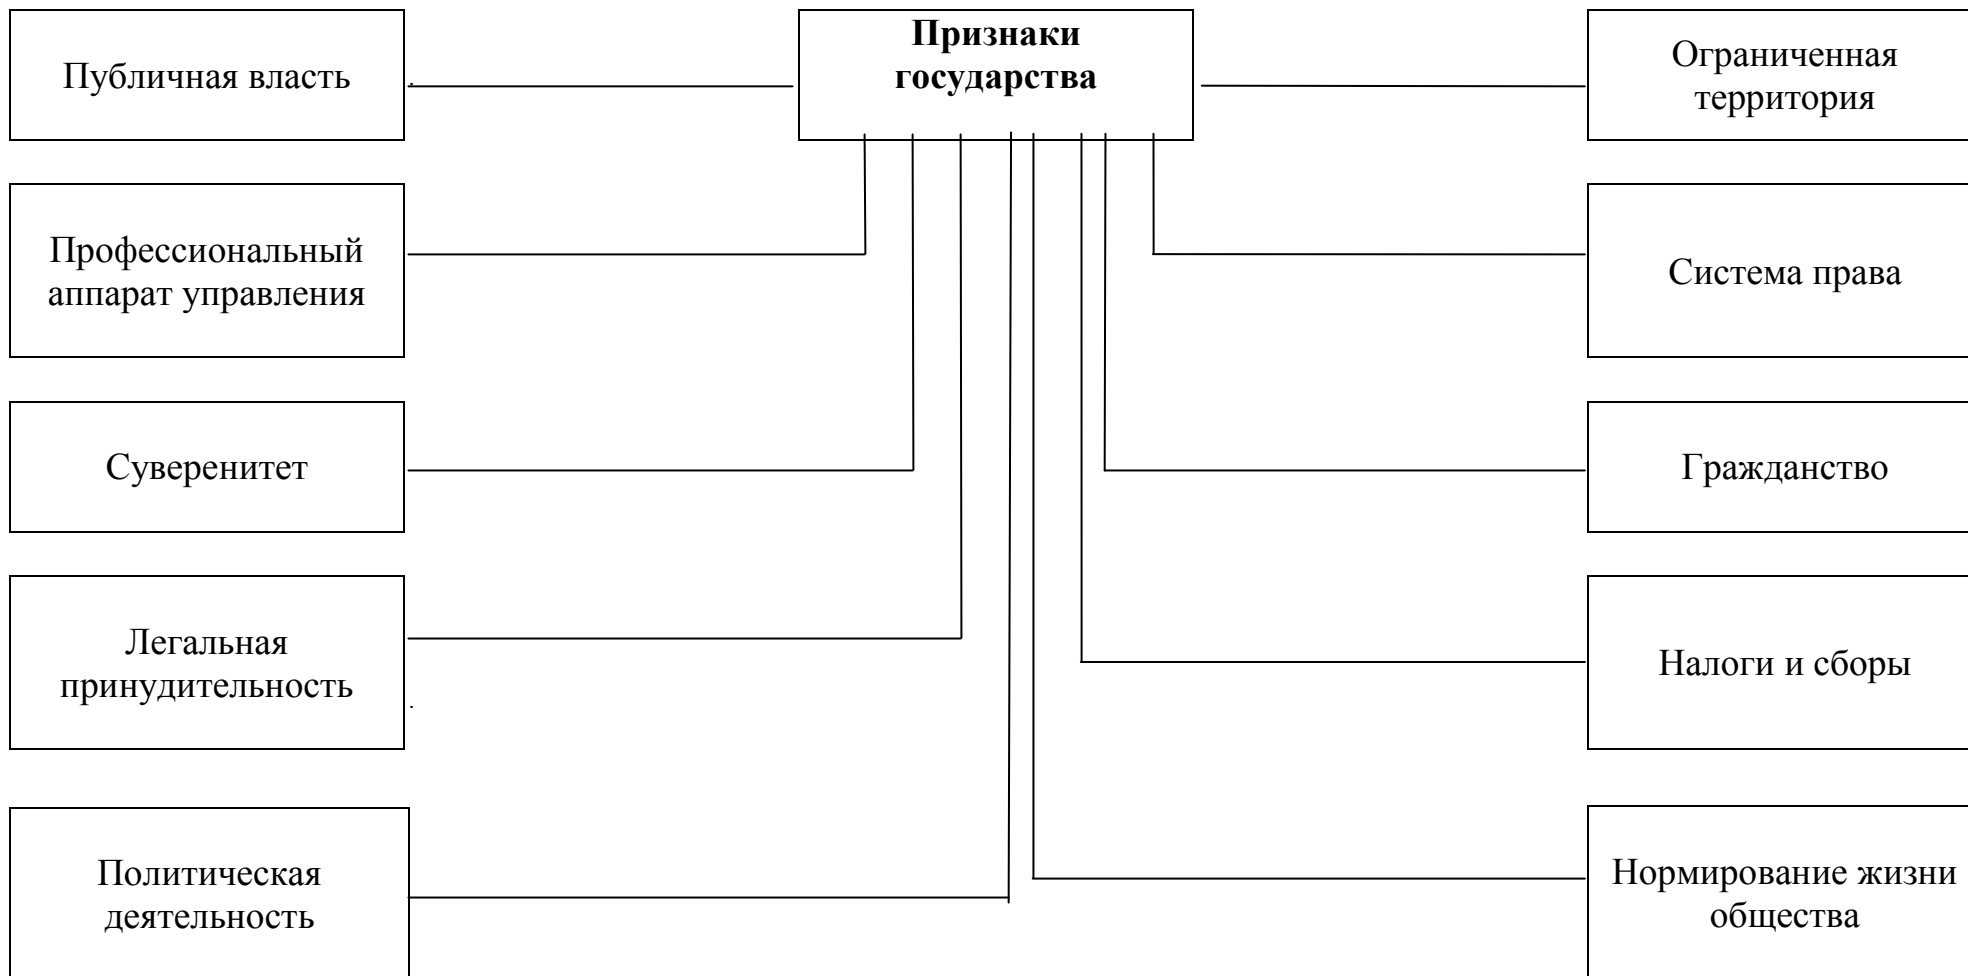 Признаки
государства
Публичная власть
Ограниченная
территория
Профессиональный
аппарат управления
Система права
Суверенитет
Гражданство
Легальная
принудительность
Налоги и сборы
Политическая
деятельность
Нормирование жизни
общества